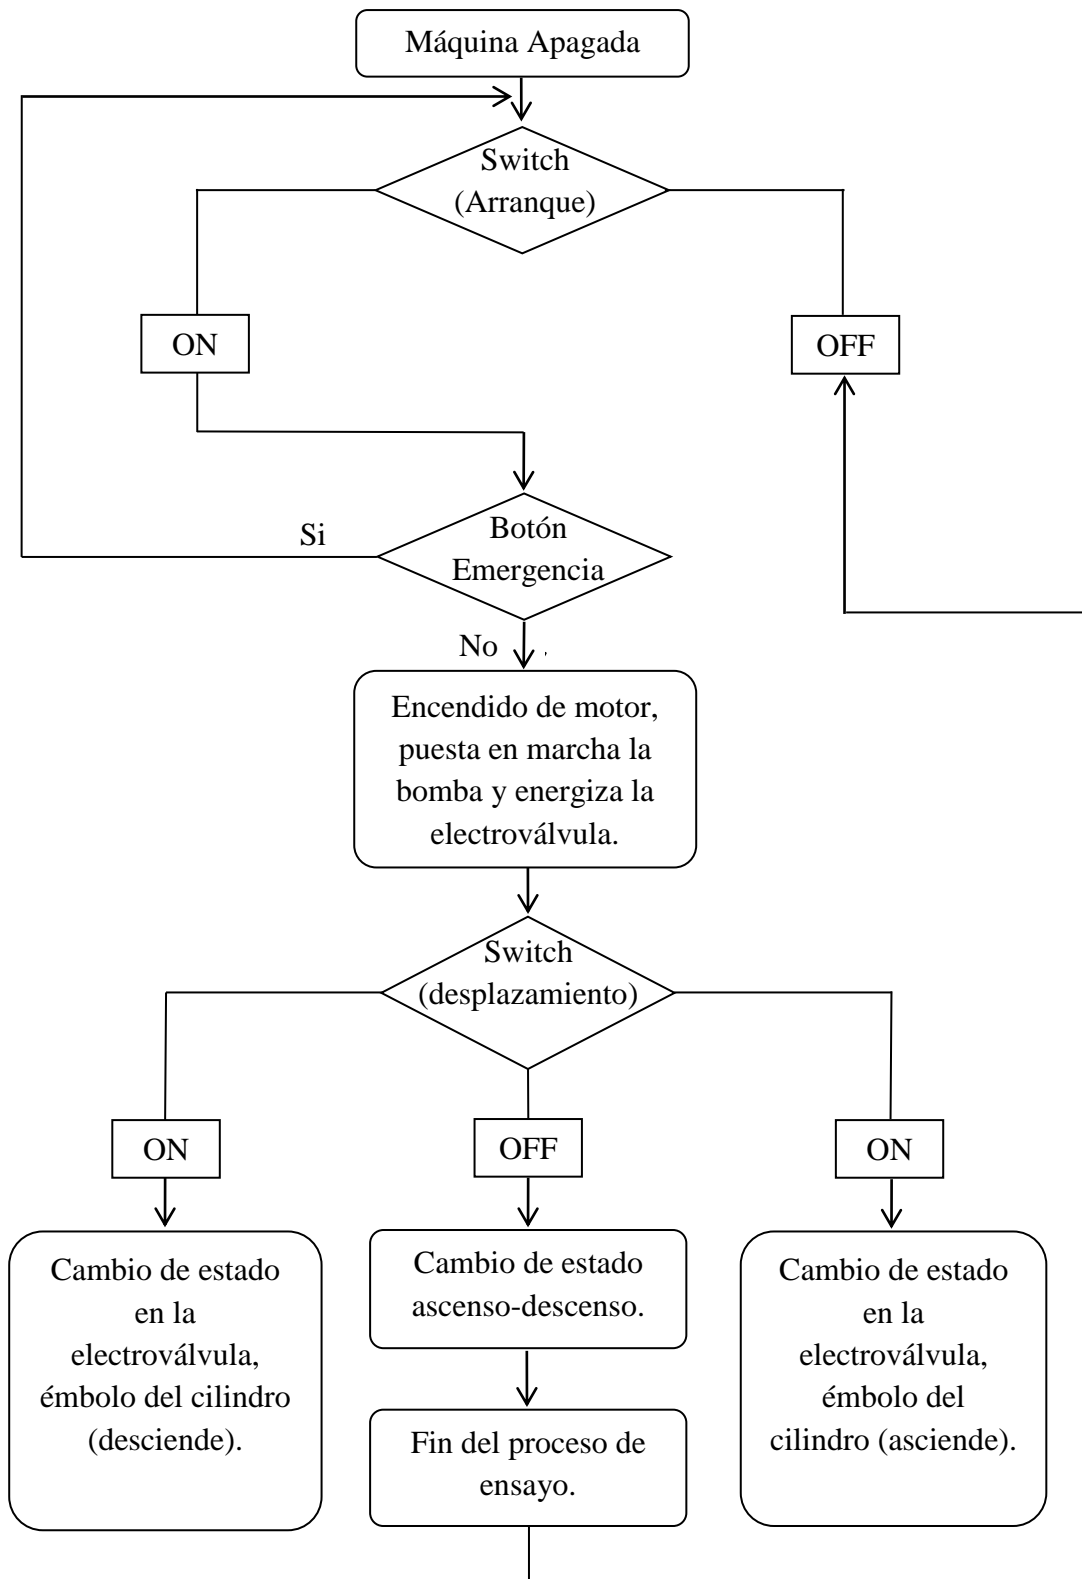 Máquina Apagada
Switch
(Arranque)
ON
OFF
Si
Botón
Emergencia
No
Encendido de motor,
puesta en marcha la
bomba y energiza la
electroválvula.
Switch
(desplazamiento)
ON
OFF
ON
Cambio de estado
en la
electroválvula,
émbolo del cilindro
(desciende).
Cambio de estado
ascenso-descenso.
Cambio de estado
en la
electroválvula,
émbolo del
cilindro (asciende).
Fin del proceso de
ensayo.